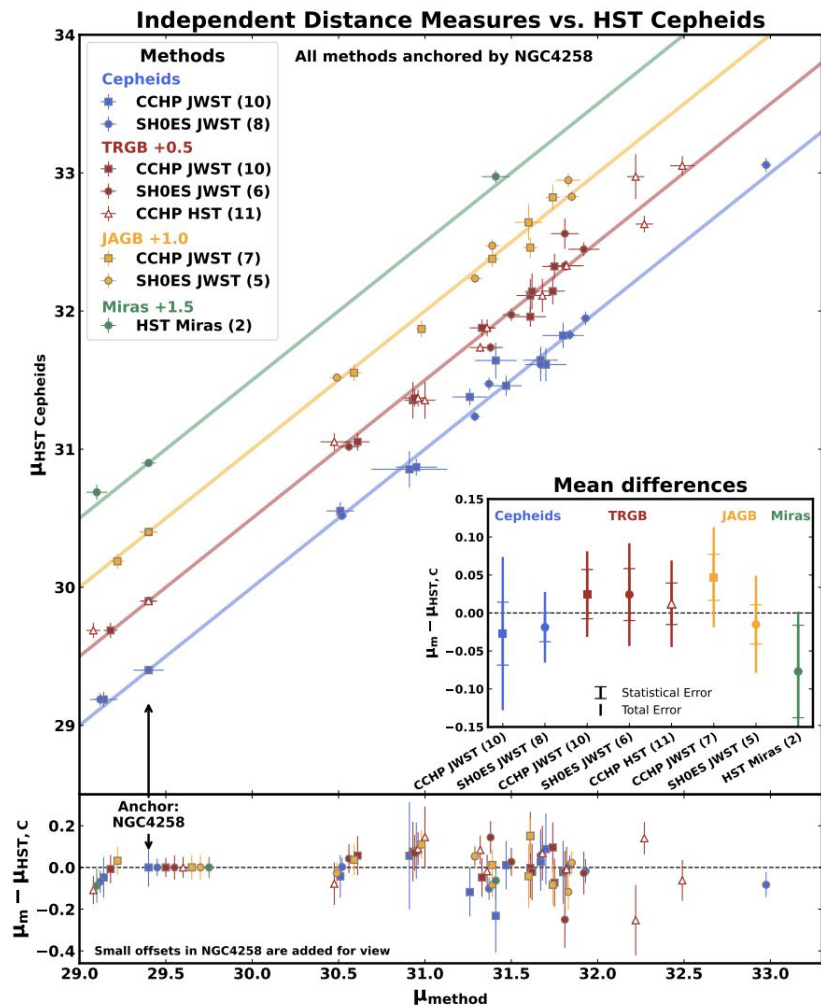 Independent Distance Measures vs. HST Cepheids
34
33
32
31
30
29
μHST Cepheids
Methods
Cepheids
CCHP JWST (10)
SH0ES JWST (8)
TRGB +0.5
CCHP JWST (10)
SH0ES JWST (6)
CCHP HST (11)
JAGB +1.0
CCHP JWST (7)
SH0ES JWST (5)
Miras +1.5
HST Miras (2)
All methods anchored by NGC4258
Mean differences
0.15
0.10
0.05
0.00
−0.05
−0.10
−0.15
μm − μHST, C
Cepheids TRGB JAGB Miras
Statistical Error
Total Error
CCHP JWST (10)
SH0ES JWST (8)
CCHP JWST (10)
SH0ES JWST (6)
CCHP HST (11)
CCHP JWST (7)
SH0ES JWST (5)
HST Miras (2)
Anchor:
NGC4258
0.2
0.0
−0.2
−0.4
μm − μHST, C
Small offsets in NGC4258 are added for view
29.0 29.5 30.0 30.5 31.0 31.5 32.0 32.5 33.0
μmethod